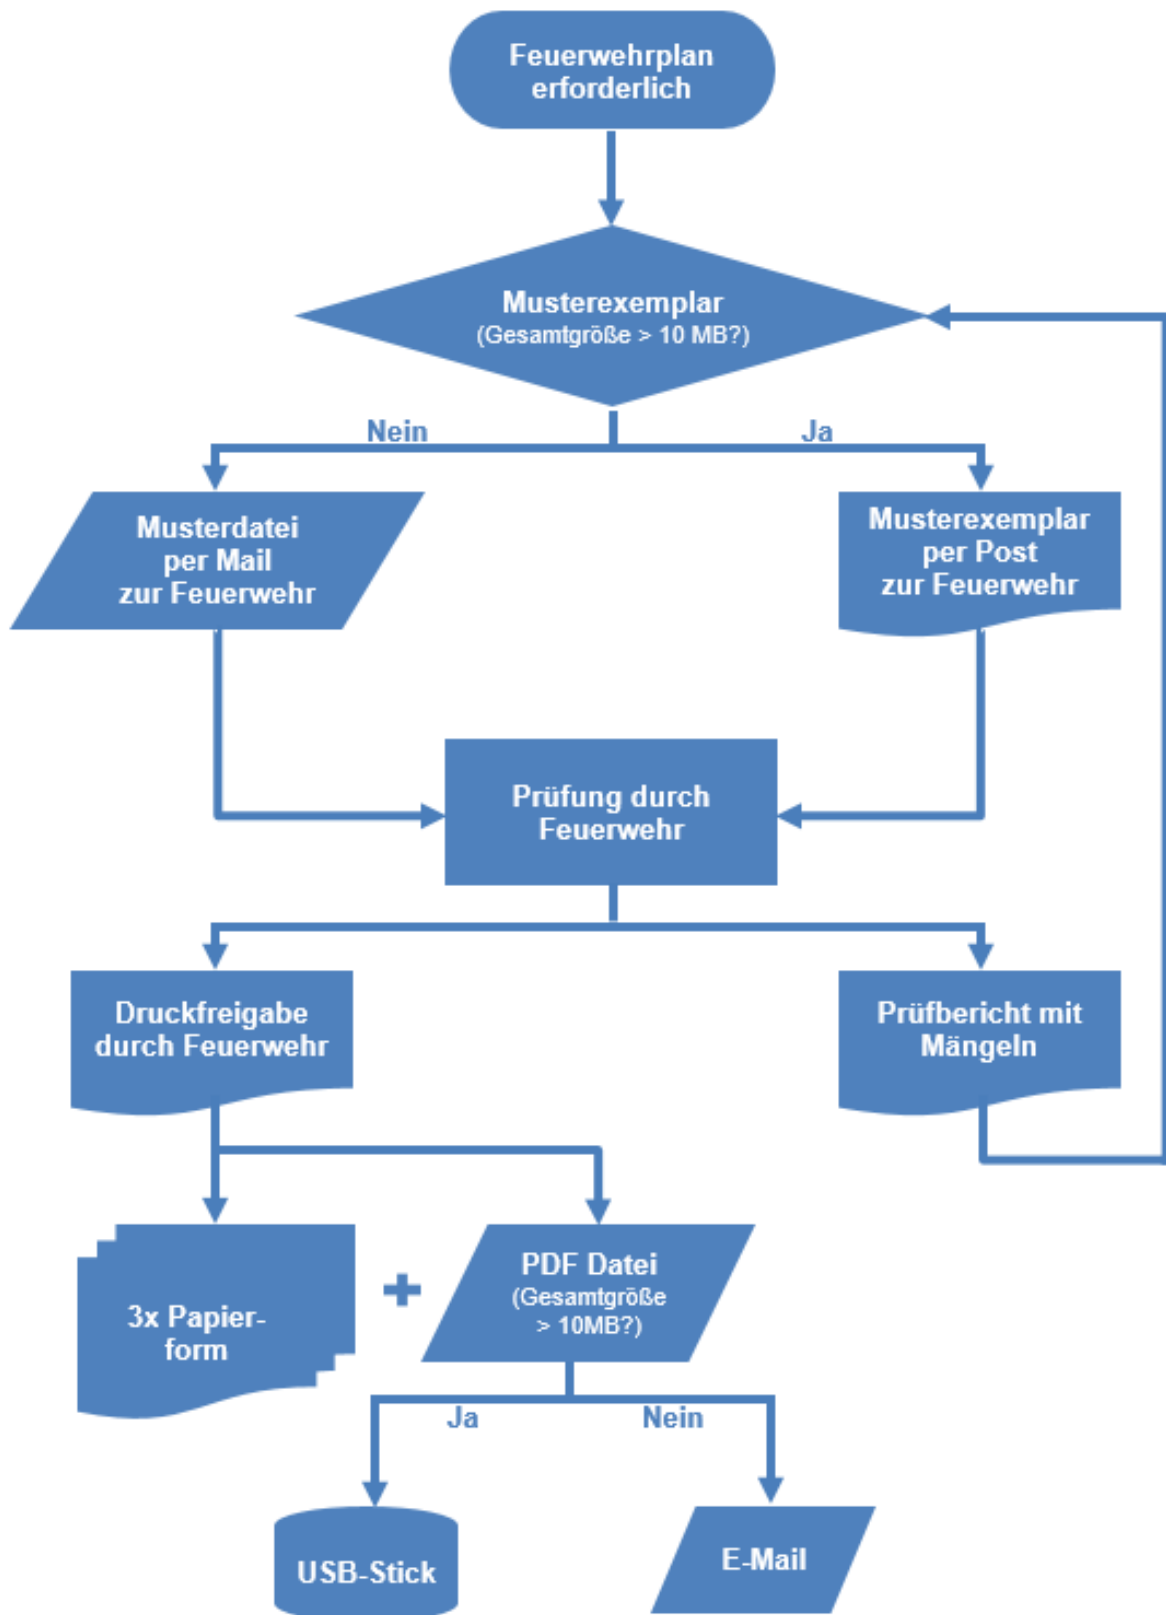 Feuerwehrplan
erforderlich
Musterexemplar
(Gesamtgröße > 10 MB?)
Nein
Ja
Musterdatei
per Mail
zur Feuerwehr
Musterexemplar
per Post
zur Feuerwehr
Prüfung durch
Feuerwehr
Druckfreigabe
durch Feuerwehr
Prüfbericht mit
Mängeln
3x Papier-
form
+
PDF Datei
(Gesamtgröße
> 10MB?)
Ja
Nein
USB-Stick
E-Mail